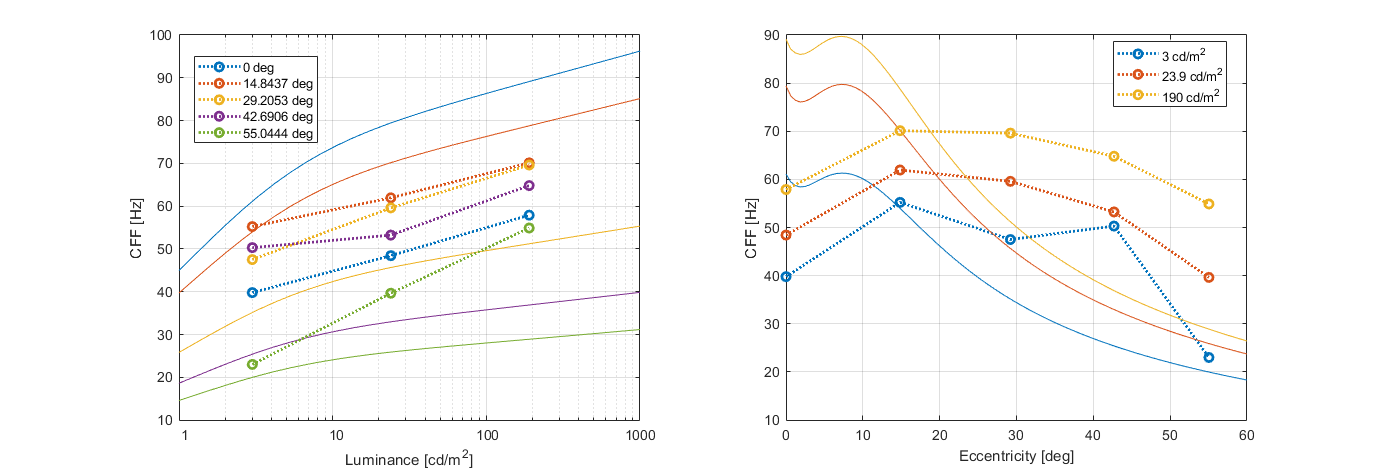 100
90
80
70
60
50
40
30
20
10
CFF [Hz]
0 deg
14.8437 deg
29.2053 deg
42.6906 deg
55.0444 deg
1
10
100
1000
Luminance [cd/m2]
90
80
70
60
50
40
30
20
10
CFF [Hz]
3 cd/m2
23.9 cd/m2
190 cd/m2
0
10
20
30
40
50
60
Eccentricity [deg]